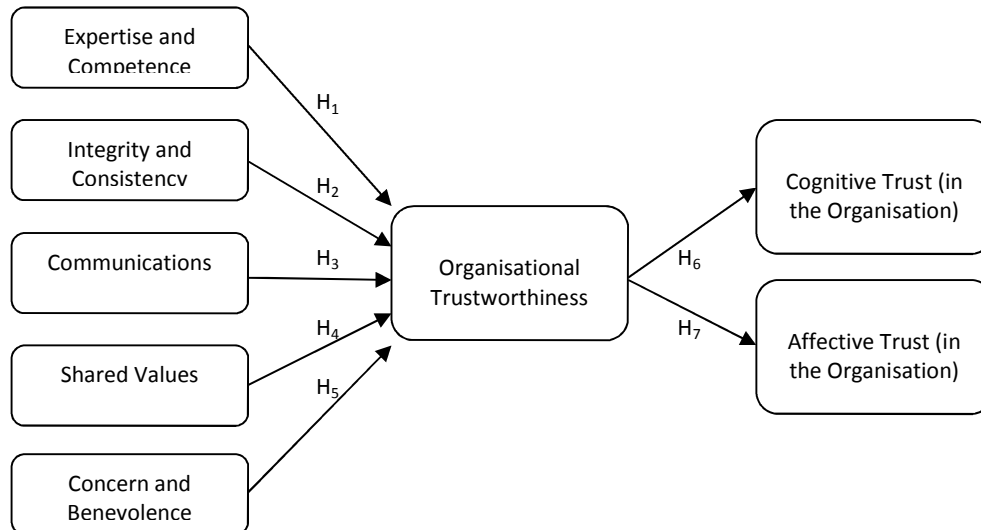 Expertise and
Competence
H1
Integrity and
Consistency
H2
Communications
H3
Shared Values
H4
Concern and
Benevolence
H5
Organisational
Trustworthiness
H6
H7
Cognitive Trust (in
the Organisation)
Affective Trust (in
the Organisation)